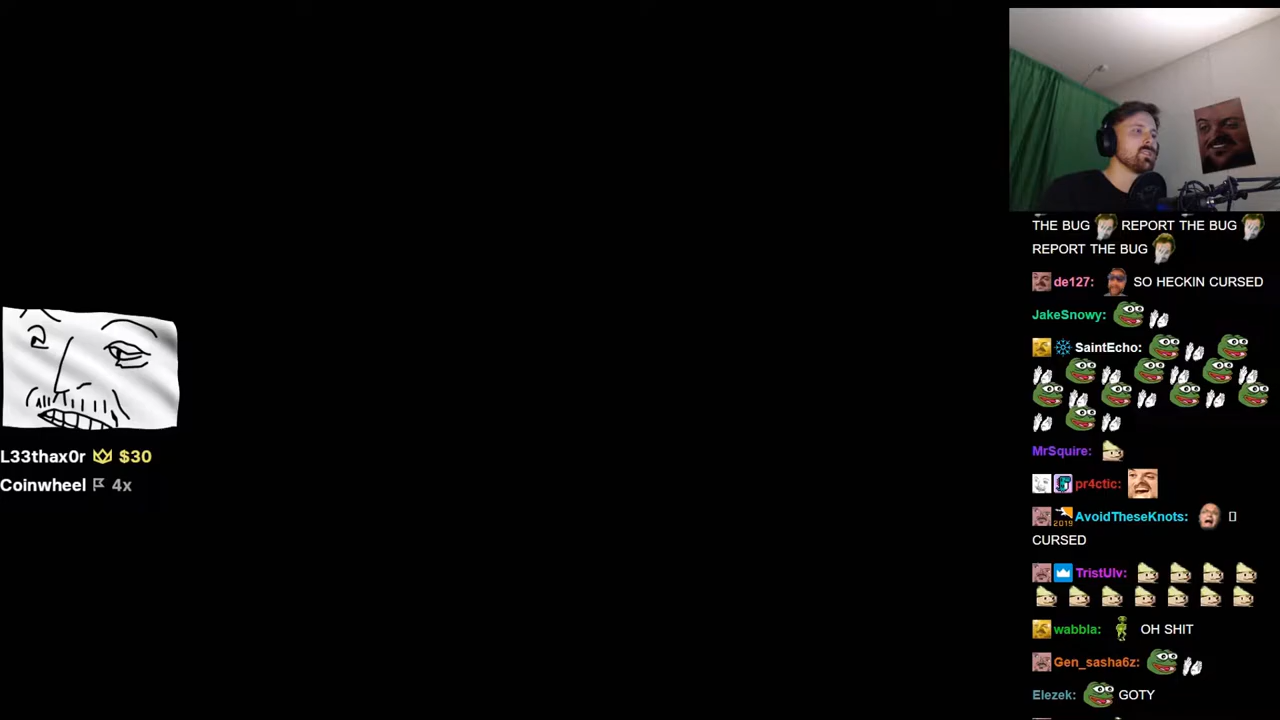 THE BUG REPORT THE BUG
REPORT THE BUG
de127: SO HECKIN CURSED
JakeSnowy:
SaintEcho:
L33thax0r $30
MrSquire:
Coinwheel 4x
pr4ctic:
2019 AvoidTheseKnots:
CURSED
TristUlv:
wabbla: OH SHIT
Gen_sasha6z:
Elezek: GOTY